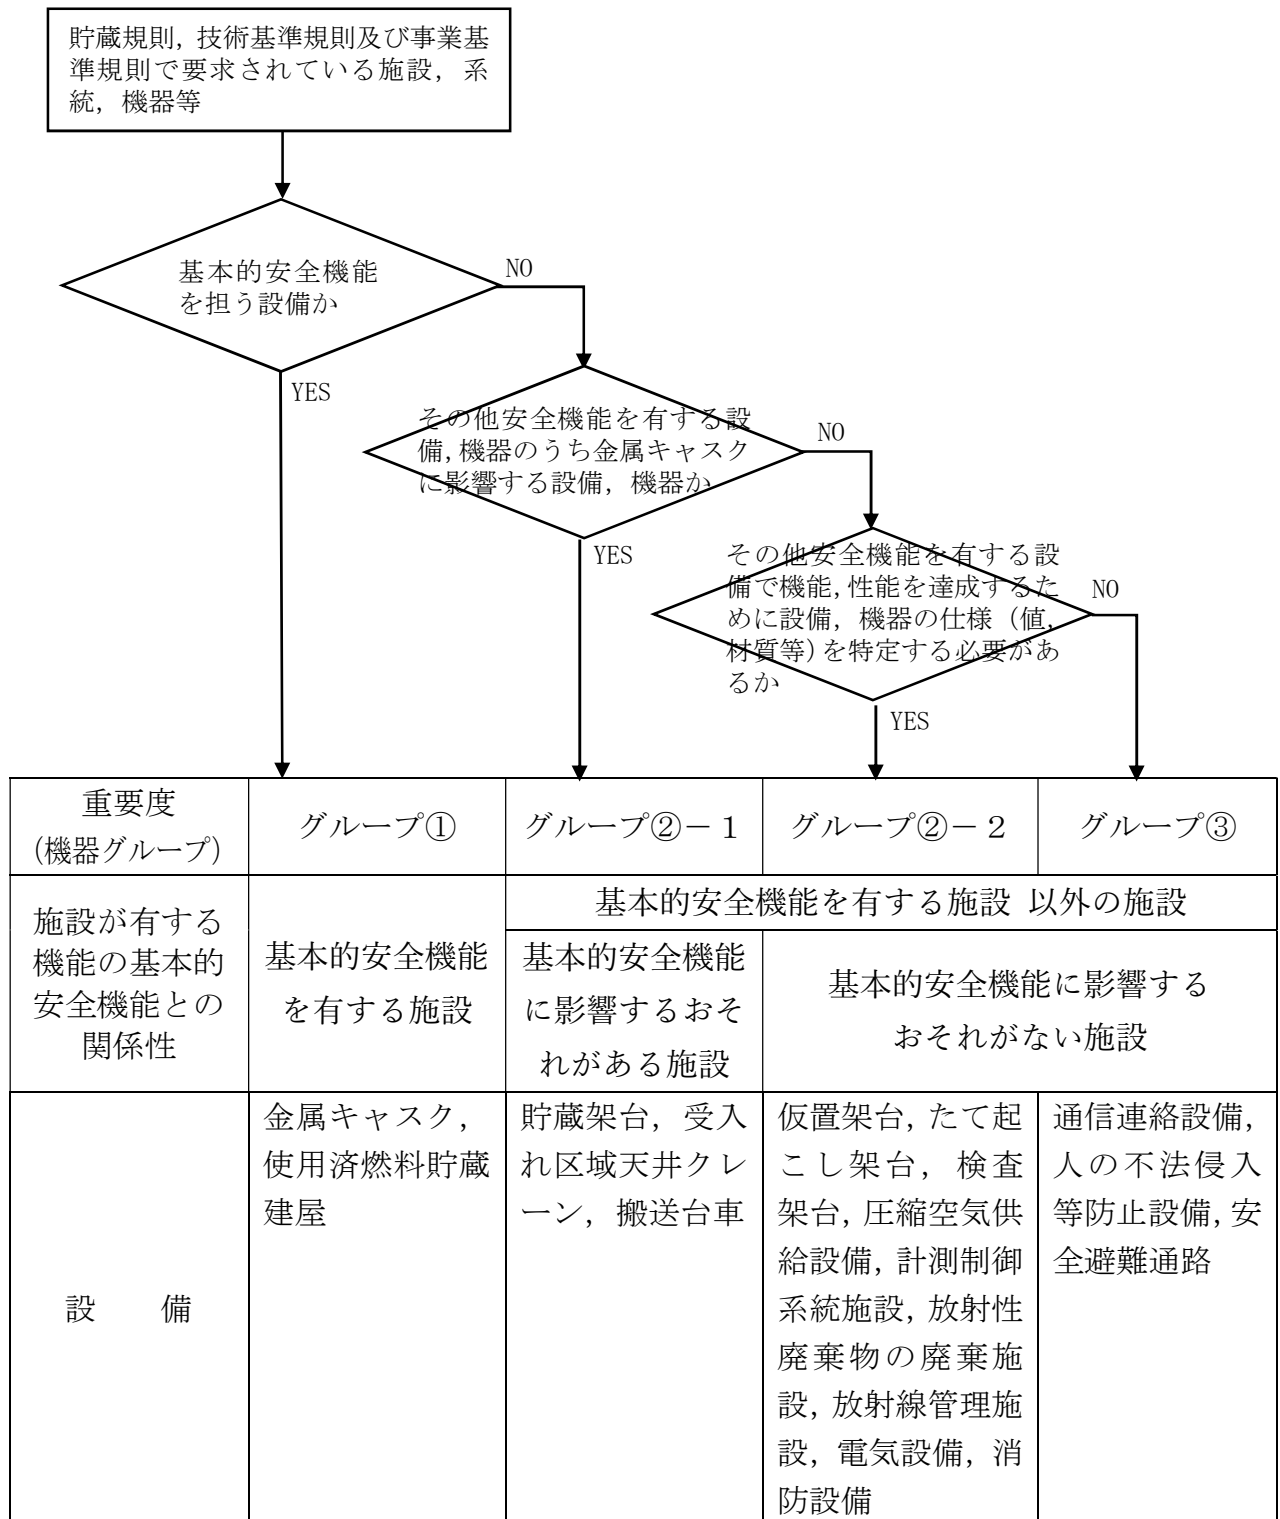 貯蔵規則，技術基準規則及び事業基
準規則で要求されている施設，系
統，機器等
基本的安全機能
を担う設備か
NO
YES
その他安全機能を有する設
備，機器のうち金属キャスク
に影響する設備，機器か
NO
YES
その他安全機能を有する設
備で機能，性能を達成するた
めに設備，機器の仕様（値，
材質等）を特定する必要があ
るか
NO
YES
重要度
（機器グループ）
グループ①
グループ②－１
グループ②－２
グループ③
施設が有する
機能の基本的
安全機能との
関係性
基本的安全機能
を有する施設
基本的安全機能を有する施設 以外の施設
基本的安全機能
に影響するおそ
れがある施設
基本的安全機能に影響する
おそれがない施設
設　備
金属キャスク，
使用済燃料貯蔵
建屋
貯蔵架台，受入
れ区域天井クレ
ーン，搬送台車
仮置架台，たて起
こし架台，検査
架台，圧縮空気供
給設備，計測制御
系統施設，放射性
廃棄物の廃棄施
設，放射線管理施
設，電気設備，消
防設備
通信連絡設備，
人の不法侵入
等防止設備，安
全避難通路